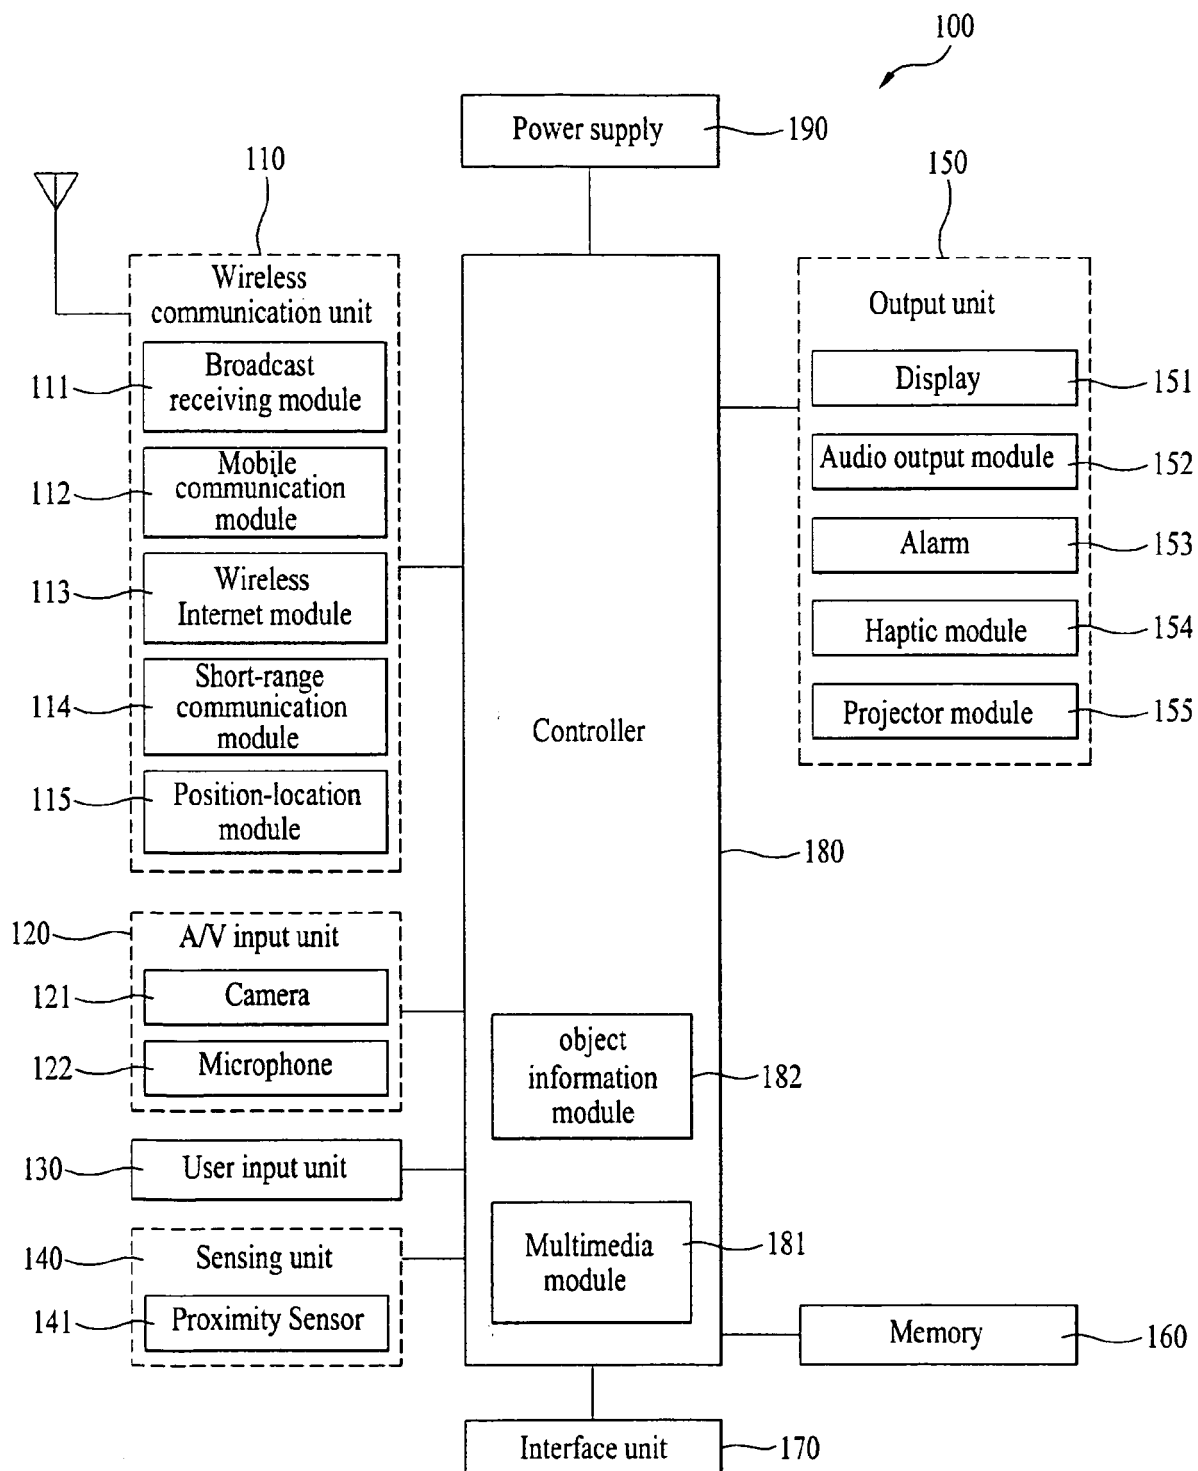 100
Power supply
190
110
Wireless
communication unit
111
Broadcast
receiving module
112
Mobile
communication
module
113
Wireless
Internet module
114
Short-range
communication
module
115
Position-location
module
120
A/V input unit
121
Camera
122
Microphone
130
User input unit
140
Sensing unit
141
Proximity Sensor
Controller
180
object
information
module
182
Multimedia
module
181
150
Output unit
Display
151
Audio output module
152
Alarm
153
Haptic module
154
Projector module
155
Memory
160
Interface unit
170